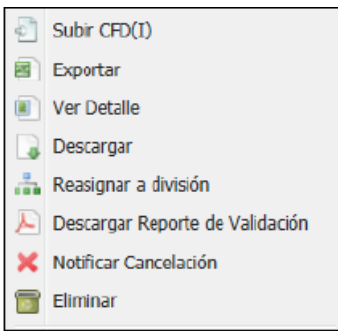 Subir CFD(I)
Exportar
Ver Detalle
Descargar
Reasignar a división
Descargar Reporte de Validación
Notificar Cancelación
Eliminar